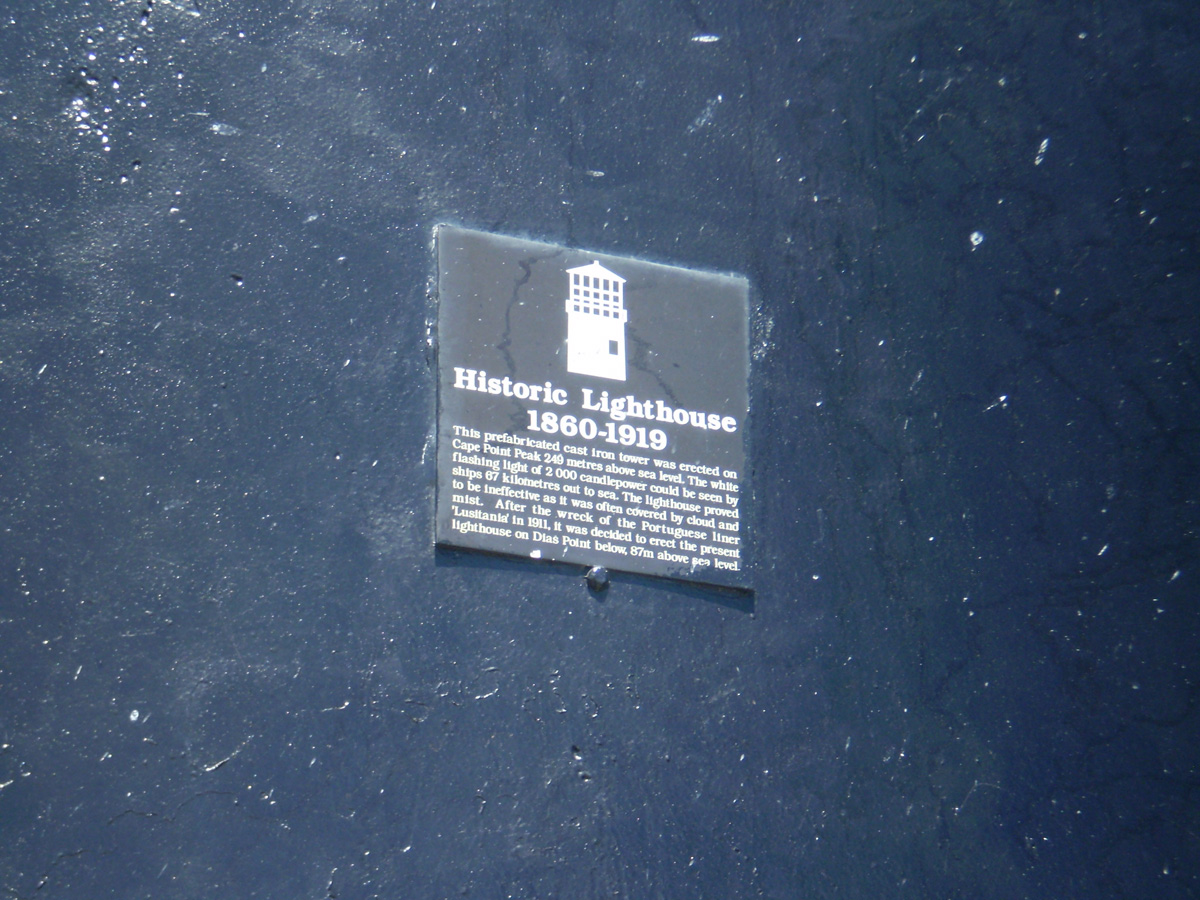 Historic Lighthouse
1860-1919
This prefabricated cast iron tower was erected on
Cape Point Peak 249 metres above sea level. The white
flashing light of 2 000 candlepower could be seen by
ships 67 kilometres out to sea. The lighthouse proved
to be ineffective as it was often covered by cloud and
mist. After the wreck of the Portuguese liner
'Lusitania' in 1911, it was decided to erect the present
lighthouse on Dias Point below, 87m above sea level.